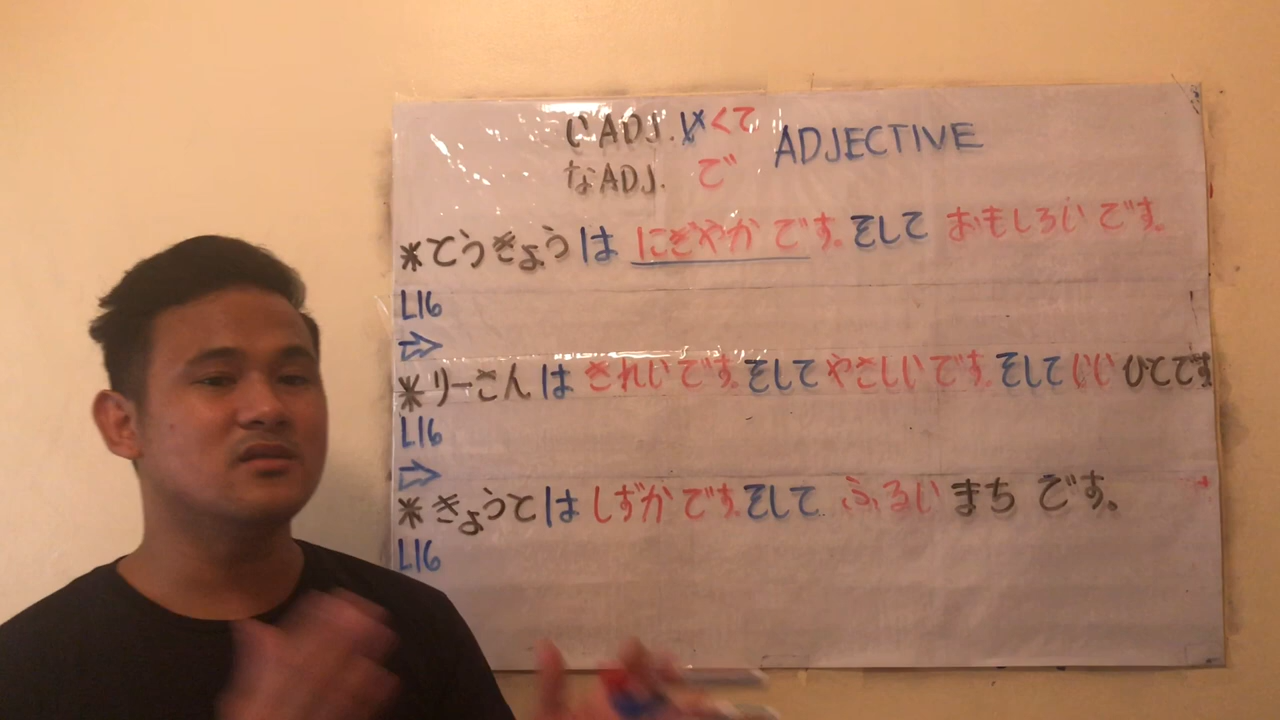 いADJ. いくて
なADJ. で
ADJECTIVE
*とうきょうは にぎやかです。そして おもしろいです。
L16
⇒
*リーさんは きれいです。そして やさしいです。そして いい ひとです
L16
⇒
*きょうとは しずかです。そして ふるい まち です。
L16